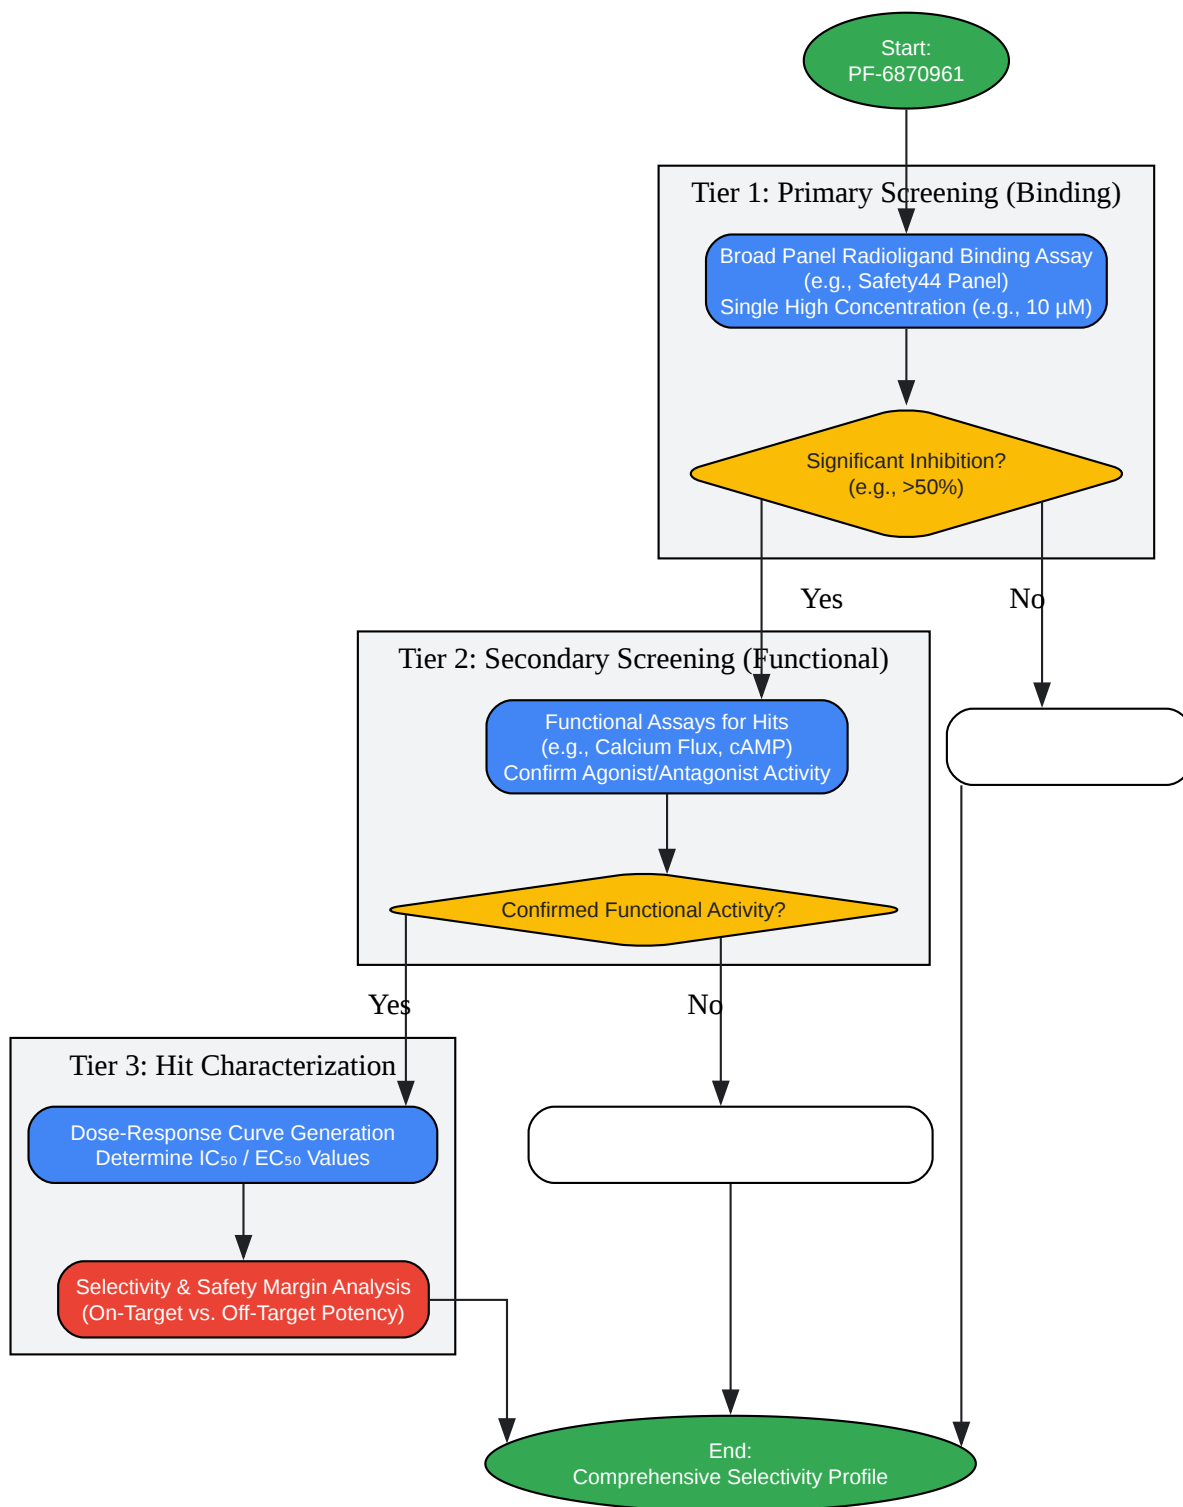 Start:
PF-6870961
Tier 1: Primary Screening (Binding)
Broad Panel Radioligand Binding Assay
(e.g., Safety44 Panel)
Single High Concentration (e.g., 10 µM)
Significant Inhibition?
(e.g., >50%)
Yes
No
Tier 2: Secondary Screening (Functional)
Functional Assays for Hits
(e.g., Calcium Flux, cAMP)
Confirm Agonist/Antagonist Activity
Confirmed Functional Activity?
Yes
No
Tier 3: Hit Characterization
Dose-Response Curve Generation
Determine IC₅₀ / EC₅₀ Values
Selectivity & Safety Margin Analysis
(On-Target vs. Off-Target Potency)
End:
Comprehensive Selectivity Profile